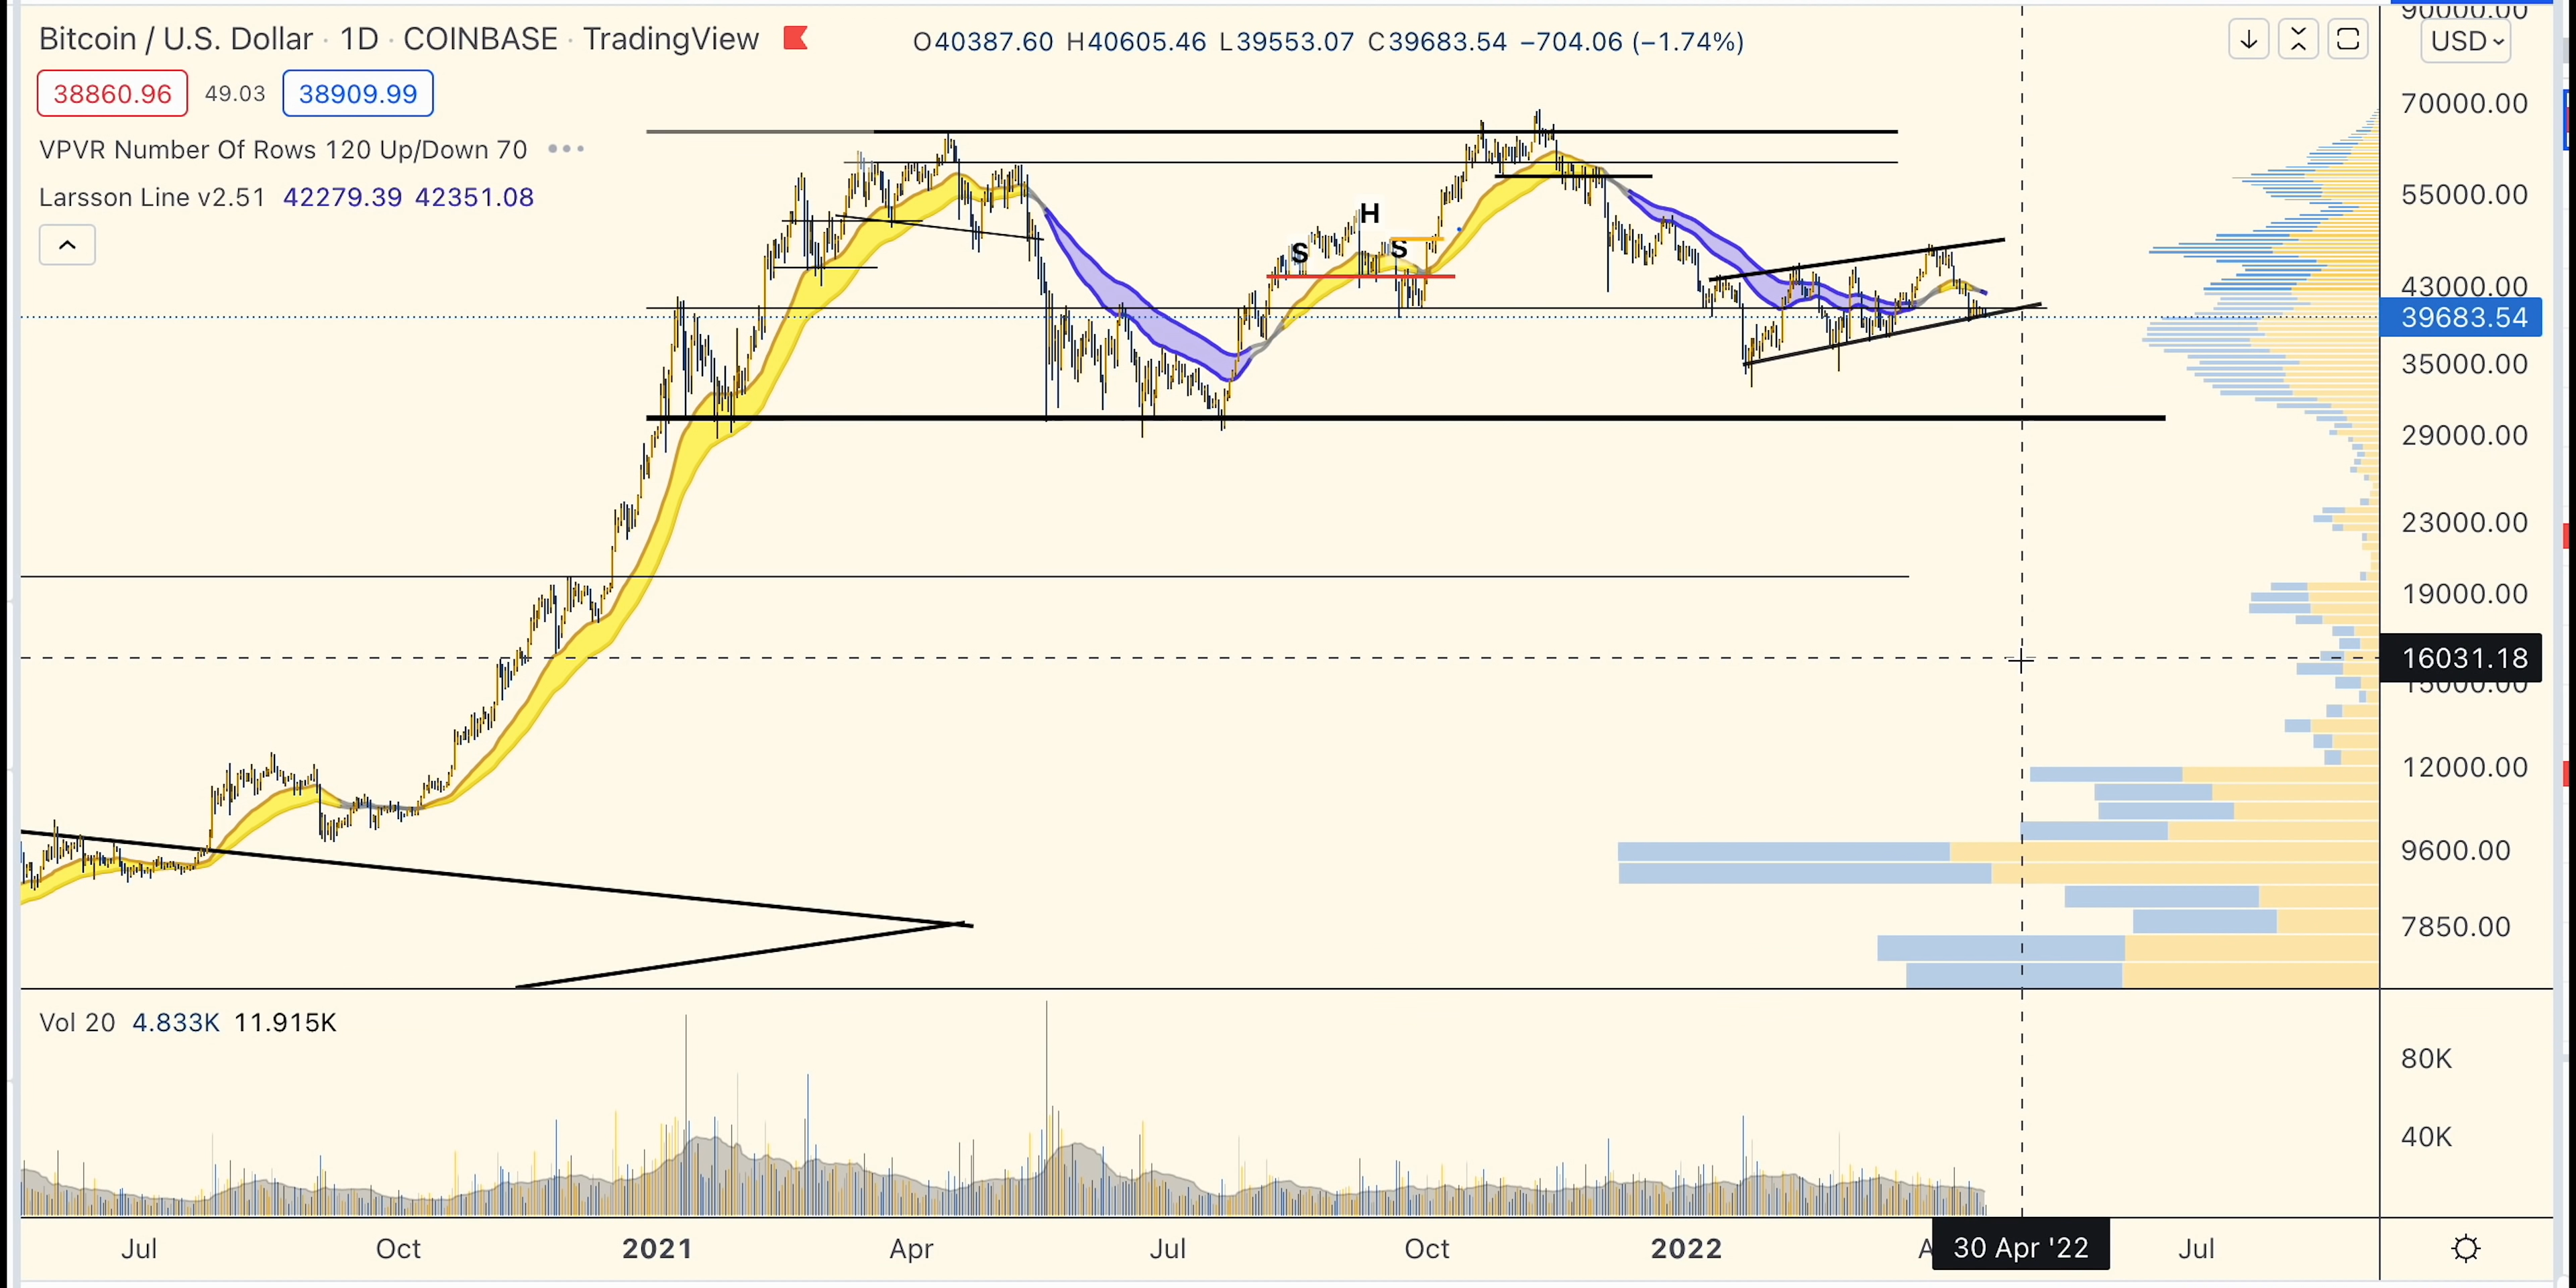 Bitcoin / U.S. Dollar · 1D · COINBASE · TradingView O40387.60 H40605.46 L39553.07 C39683.54 −704.06 (−1.74%)
38860.96 49.03 38909.99
VPVR Number Of Rows 120 Up/Down 70
Larsson Line v2.51 42279.39 42351.08
USD
90000.00
70000.00
55000.00
43000.00
39683.54
35000.00
29000.00
23000.00
19000.00
16031.18
15000.00
12000.00
9600.00
7850.00
H
S
S
Vol 20 4.833K 11.915K
80K
40K
Jul Oct 2021 Apr Jul Oct 2022 30 Apr '22 Jul